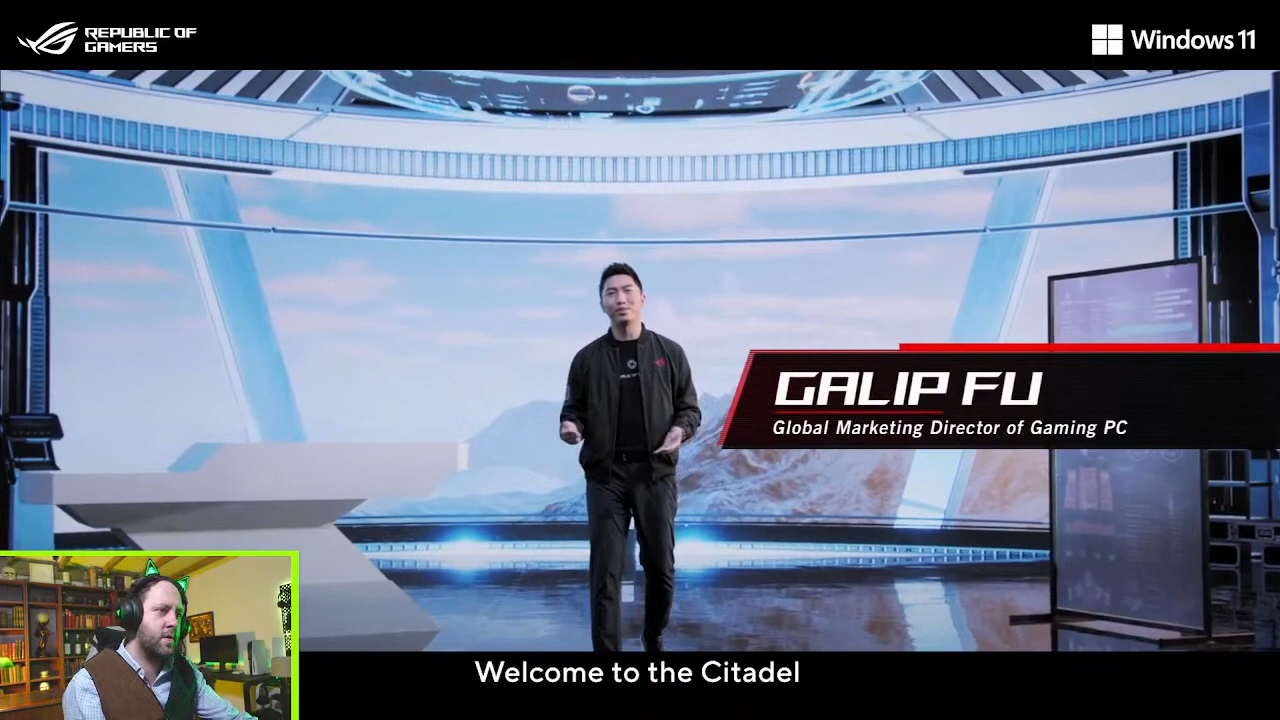 REPUBLIC OF
GAMERS
Windows 11
GALIP FU
Global Marketing Director of Gaming PC
Welcome to the Citadel